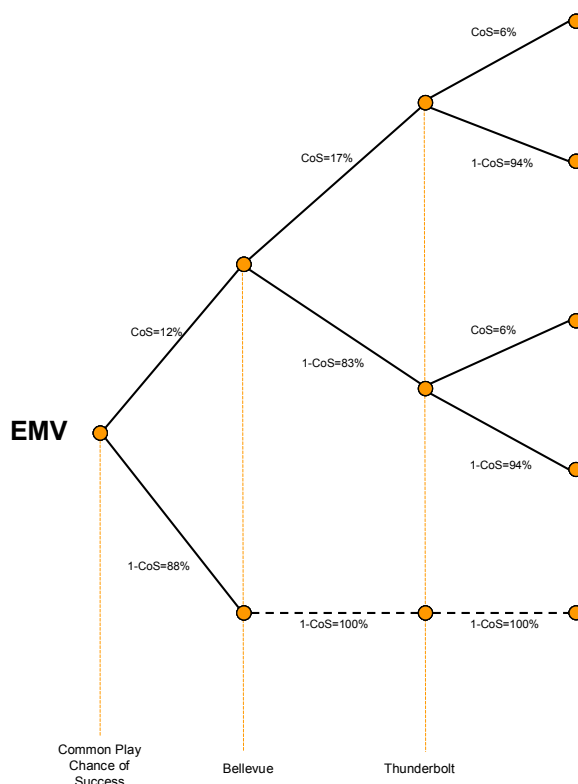 CoS=6%
CoS=17%
1-CoS=94%
CoS=12%
CoS=6%
1-CoS=83%
EMV
1-CoS=94%
1-CoS=88%
1-CoS=100%
1-CoS=100%
Common Play
Chance of
Success
Bellevue
Thunderbolt